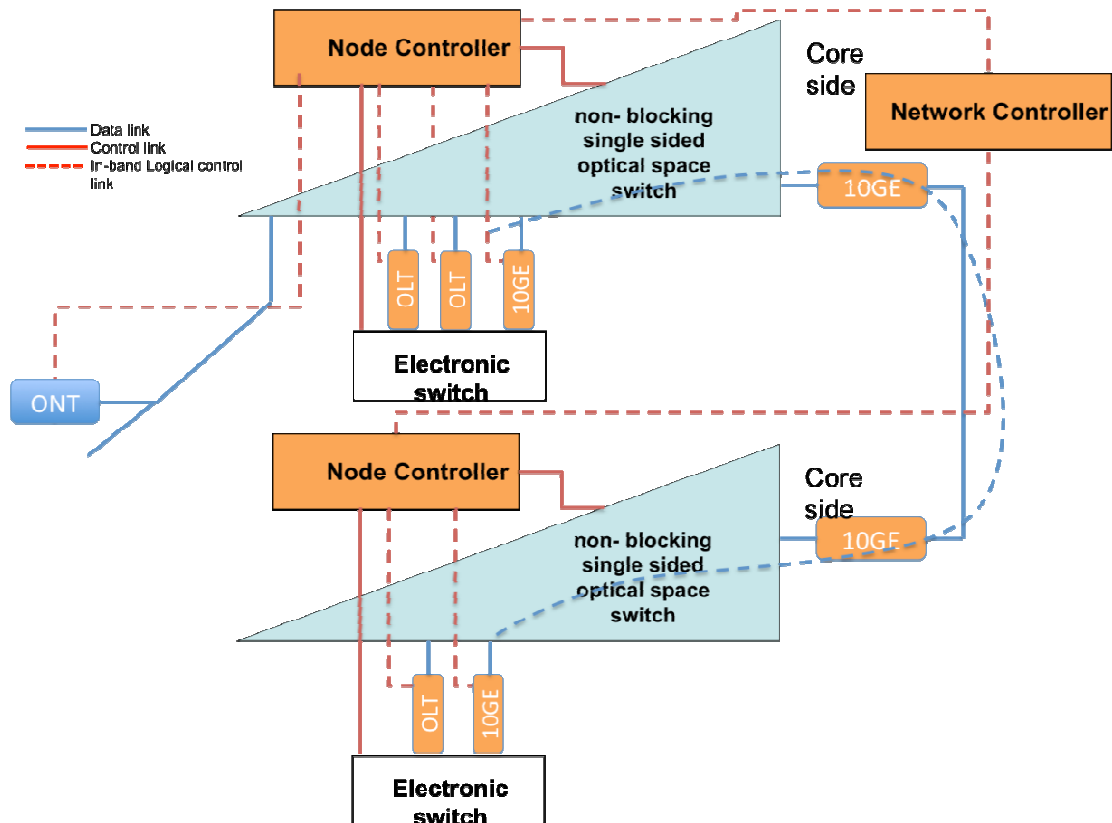 Node Controller
Core
side
Network Controller
non- blocking
single sided
optical space
switch
Data link
Control link
In-band Logical control
link
10GE
OLT
OLT
10GE
Electronic
switch
ONT
Node Controller
Core
side
10GE
non- blocking
single sided
optical space
switch
OLT
10GE
Electronic
switch